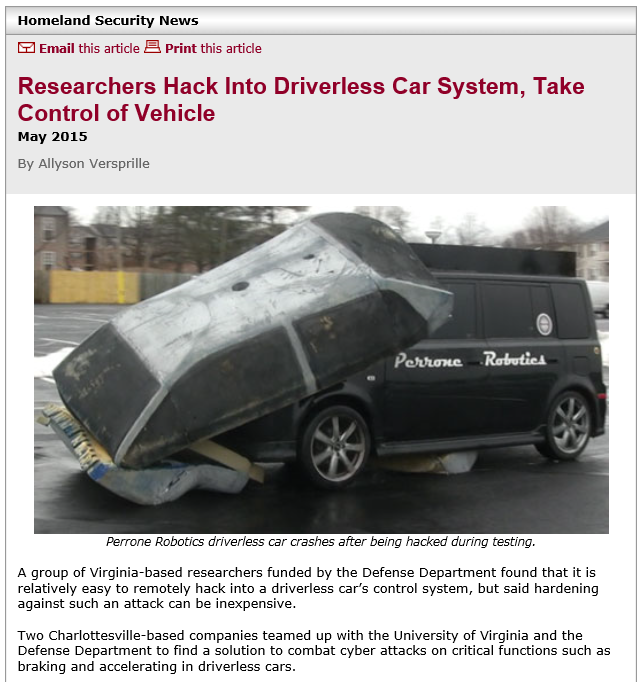 Homeland Security News
Email this article Print this article
Researchers Hack Into Driverless Car System, Take
Control of Vehicle
May 2015
By Allyson Versprille
Perrone Robotics
Perrone Robotics driverless car crashes after being hacked during testing.
A group of Virginia-based researchers funded by the Defense Department found that it is
relatively easy to remotely hack into a driverless car’s control system, but said hardening
against such an attack can be inexpensive.
Two Charlottesville-based companies teamed up with the University of Virginia and the
Defense Department to find a solution to combat cyber attacks on critical functions such as
braking and accelerating in driverless cars.